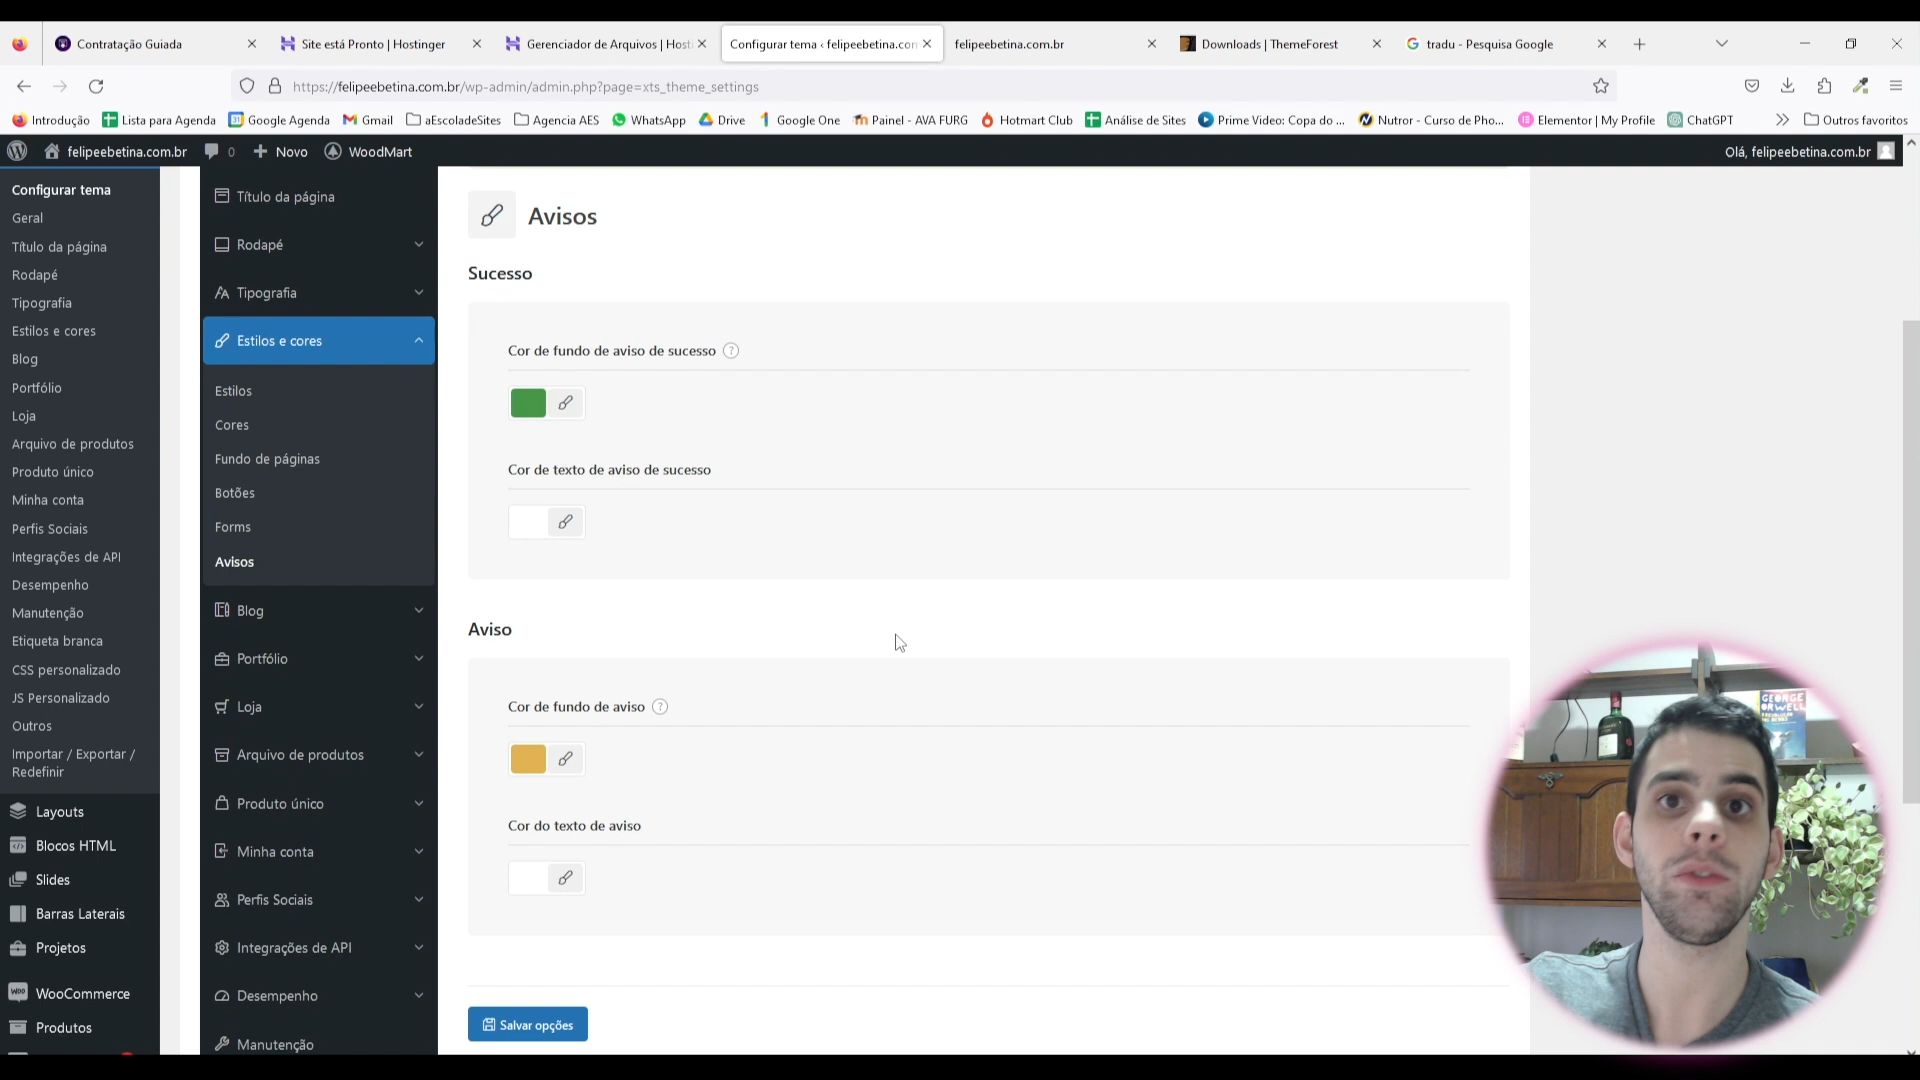 Contratação Guiada
Site está Pronto | Hostinger
Gerenciador de Arquivos | Host
Configurar tema ‹ felipeebetina.con
felipeebetina.com.br
Downloads | ThemeForest
tradu - Pesquisa Google
https://felipeebetina.com.br/wp-admin/admin.php?page=xts_theme_settings
Introdução
Lista para Agenda
Google Agenda
Gmail
aEscoladeSites
Agencia AES
WhatsApp
Drive
Google One
Painel - AVA FURG
Hotmart Club
Análise de Sites
Prime Video: Copa do ...
Nutror - Curso de Pho...
Elementor | My Profile
ChatGPT
Outros favoritos
felipeebetina.com.br
0
Novo
WoodMart
Olá, felipeebetina.com.br
Configurar tema
Geral
Título da página
Rodapé
Tipografia
Estilos e cores
Blog
Portfólio
Loja
Arquivo de produtos
Produto único
Minha conta
Perfis Sociais
Integrações de API
Desempenho
Manutenção
Etiqueta branca
CSS personalizado
JS Personalizado
Outros
Importar / Exportar /
Redefinir
Layouts
Blocos HTML
Slides
Barras Laterais
Projetos
WooCommerce
Produtos
Título da página
Rodapé
Tipografia
Estilos e cores
Estilos
Cores
Fundo de páginas
Botões
Forms
Avisos
Blog
Portfólio
Loja
Arquivo de produtos
Produto único
Minha conta
Perfis Sociais
Integrações de API
Desempenho
Manutenção
Avisos
Sucesso
Cor de fundo de aviso de sucesso
Cor de texto de aviso de sucesso
Aviso
Cor de fundo de aviso
Cor do texto de aviso
Salvar opções
GEORGE
ORWELL